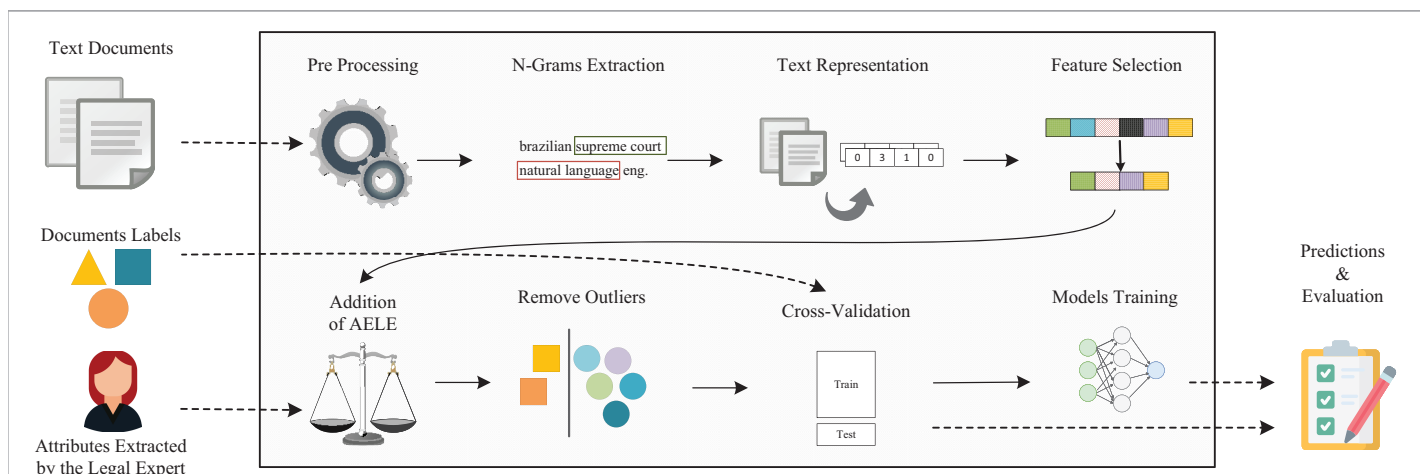 Text Documents
Pre Processing
N-Grams Extraction
Text Representation
Feature Selection
brazilian supreme court
natural language eng.
0 3 1 0
Documents Labels
Addition
of AELE
Remove Outliers
Cross-Validation
Models Training
Predictions
&
Evaluation
Train
Test
Attributes Extracted
by the Legal Expert